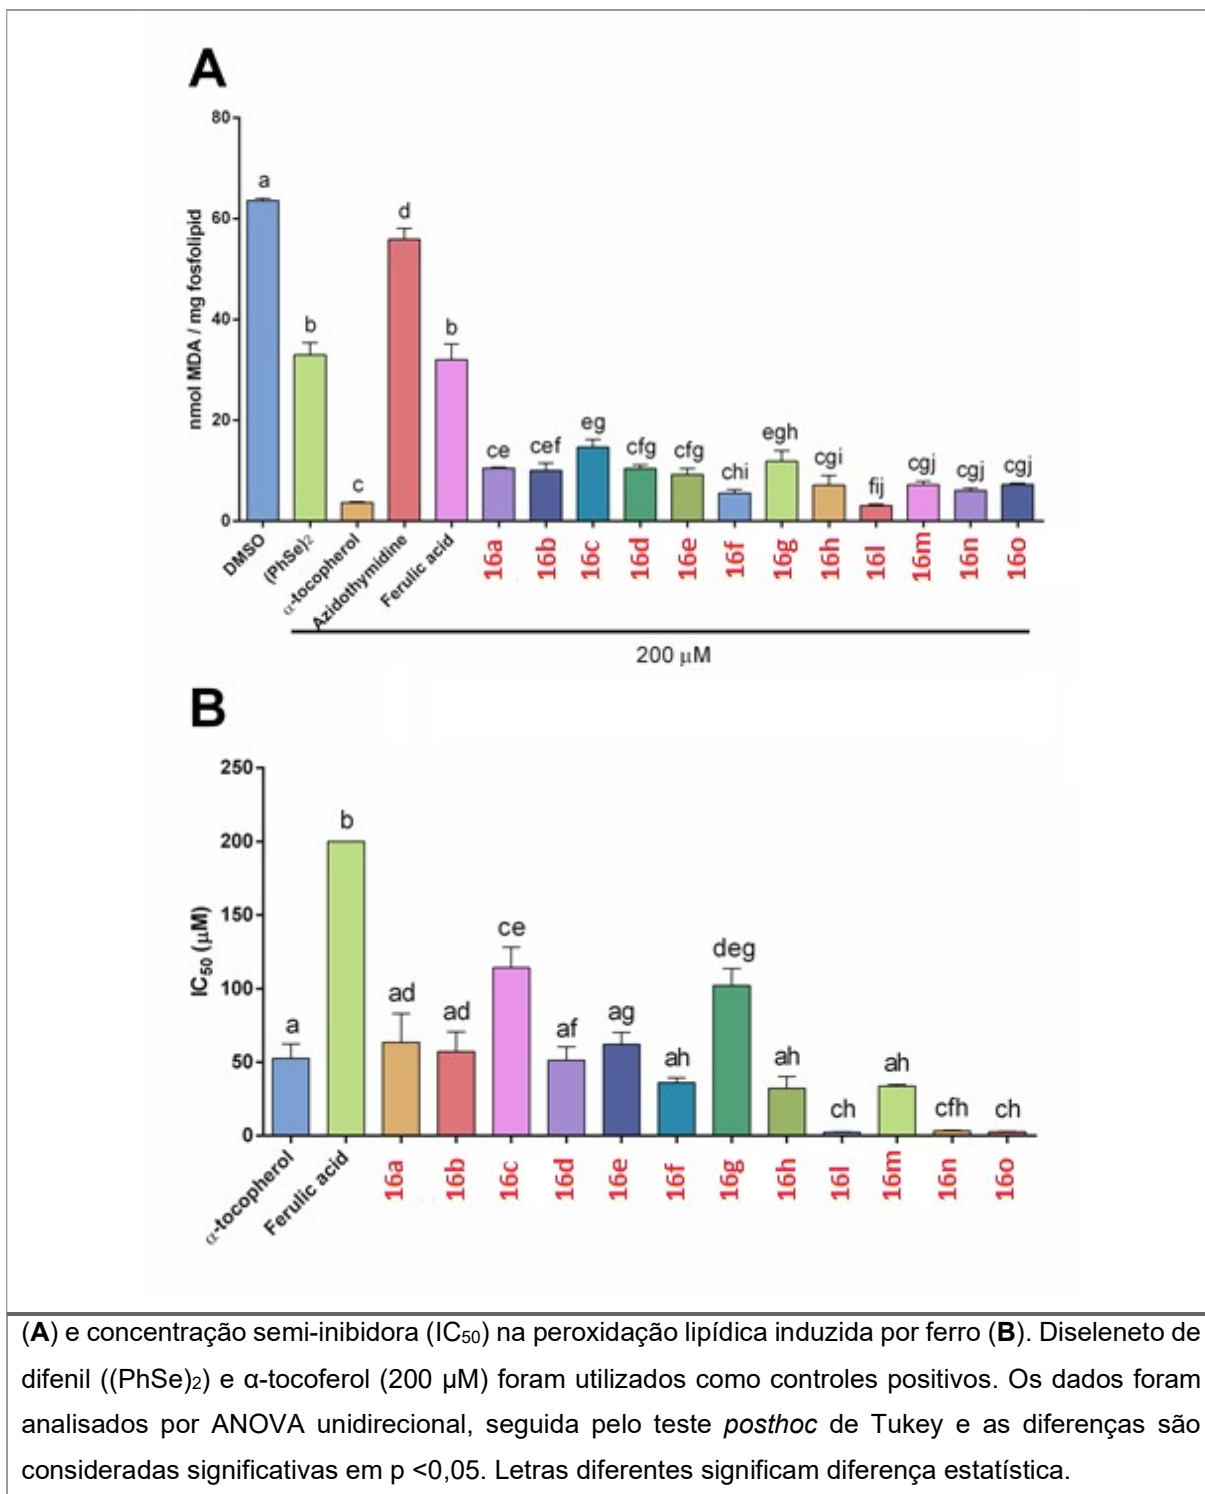 A
80
60
40
20
0
nmol MDA / mg fosfolipid
a
b
c
d
b
ce
cef
eg
cfg
cfg
chi
egh
cgi
fij
cgj
cgj
cgj
DMSO
(PhSe)₂
α-tocopherol
Azidothymidine
Ferulic acid
16a
16b
16c
16d
16e
16f
16g
16h
16l
16m
16n
16o
200 μM
B
250
200
150
100
50
0
IC₅₀ (μM)
a
b
ad
ad
ce
af
ag
ah
deg
ah
ch
ah
cfh
ch
α-tocopherol
Ferulic acid
16a
16b
16c
16d
16e
16f
16g
16h
16l
16m
16n
16o
(A) e concentração semi-inibidora (IC₅₀) na peroxidação lipídica induzida por ferro (B). Diseleneto de
difenil ((PhSe)₂) e α-tocoferol (200 μM) foram utilizados como controles positivos. Os dados foram
analisados por ANOVA unidirecional, seguida pelo teste posthoc de Tukey e as diferenças são
consideradas significativas em p <0,05. Letras diferentes significam diferença estatística.